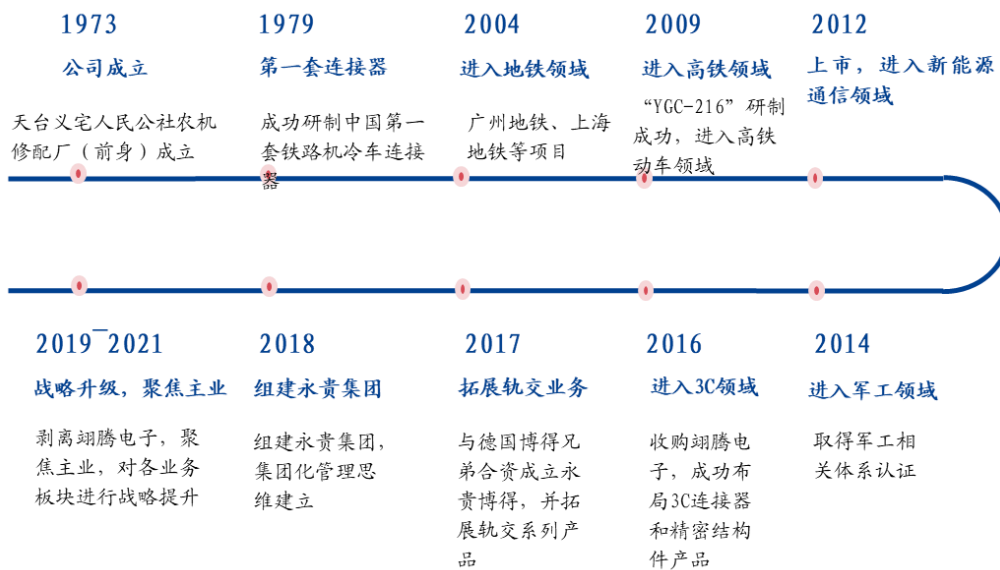 1973
公司成立
天台义宅人民公社农机
修配厂（前身）成立
1979
第一套连接器
成功研制中国第一
套铁路机冷车连接
器
2004
进入地铁领域
广州地铁、上海
地铁等项目
2009
进入高铁领域
“YGC-216”研制
成功，进入高铁
动车领域
2012
上市，进入新能源
通信领域
2019—2021
战略升级，聚焦主业
剥离翊腾电子，聚
焦主业，对各业务
板块进行战略提升
2018
组建永贵集团
组建永贵集团，
集团化管理思
维建立
2017
拓展轨交业务
与德国博得兄
弟合资成立永
贵博得，并拓
展轨交系列产
品
2016
进入3C领域
收购翊腾电
子，成功布
局3C连接器
和精密结构
件产品
2014
进入军工领域
取得军工相
关体系认证